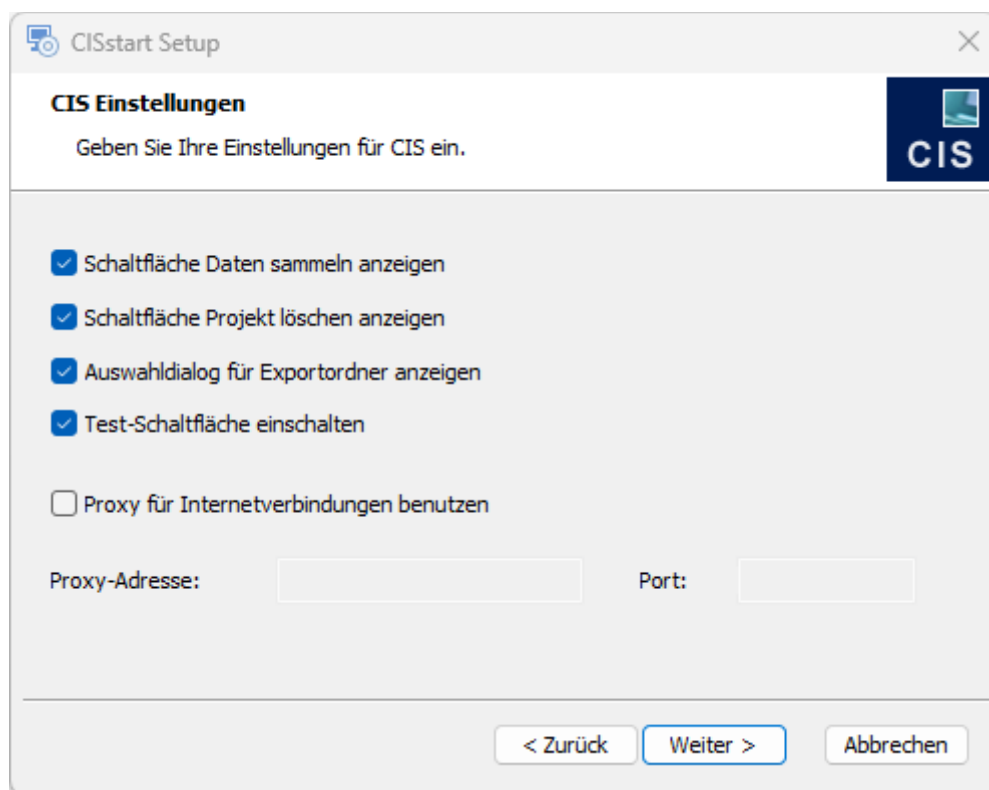 CISstart Setup
CIS Einstellungen
Geben Sie Ihre Einstellungen für CIS ein.
CIS
Schaltfläche Daten sammeln anzeigen
Schaltfläche Projekt löschen anzeigen
Auswahldialog für Exportordner anzeigen
Test-Schaltfläche einschalten
Proxy für Internetverbindungen benutzen
Proxy-Adresse: Port:
< Zurück Weiter > Abbrechen